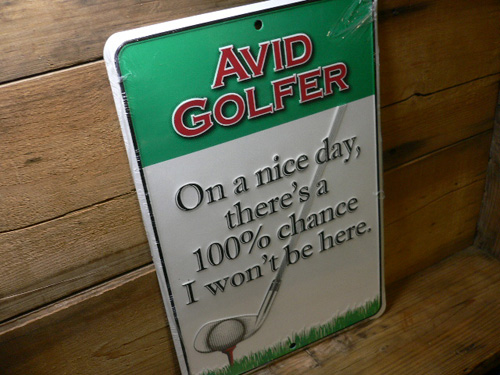 AVID
GOLFER
On a nice day,
there's a
100% chance
I won't be here.